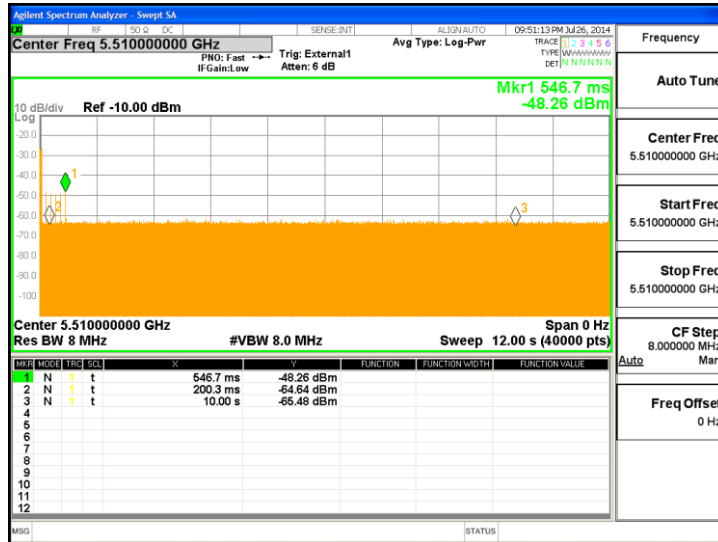 Agilent Spectrum Analyzer - Swept SA
RF 50 Ω DC SENSE:INT ALIGN AUTO 09:51:13 PM Jul 26, 2014
Center Freq 5.510000000 GHz
PNO: Fast
IFGain:Low
Trig: External1
Atten: 6 dB
Avg Type: Log-Pwr
TRACE 1 2 3 4 5 6
TYPE
DET N N N N N N
Mkr1 546.7 ms
-48.26 dBm
10 dB/div Ref -10.00 dBm
Log
-20.0
-30.0
-40.0
-50.0
-60.0
-70.0
-80.0
-90.0
-100
1
2
3
Center 5.510000000 GHz Span 0 Hz
Res BW 8 MHz #VBW 8.0 MHz Sweep 12.00 s (40000 pts)
MKR MODE TRC SCL X Y FUNCTION FUNCTION WIDTH FUNCTION VALUE
1 N 1 t 546.7 ms -48.26 dBm
2 N 1 t 200.3 ms -64.64 dBm
3 N 1 t 10.00 s -65.48 dBm
4
5
6
7
8
9
10
11
12
MSG STATUS
Frequency
Auto Tune
Center Freq
5.510000000 GHz
Start Freq
5.510000000 GHz
Stop Freq
5.510000000 GHz
CF Step
8.000000 MHz
Auto Man
Freq Offset
0 Hz